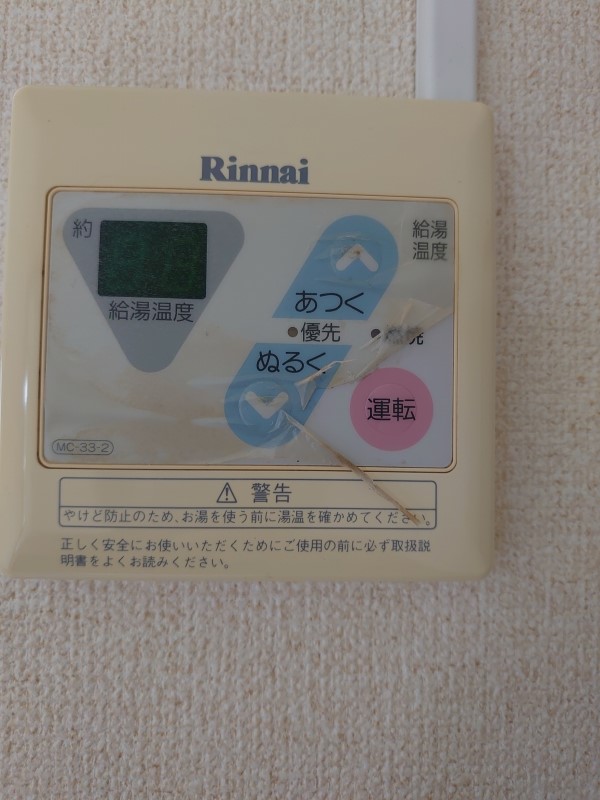 Rinnai
約
給湯
温度
給湯温度
あつく
優先
ぬるく
運転
MC-33-2
警告
やけど防止のため、お湯を使う前に湯温を確かめてください。
正しく安全にお使いいただくためにご使用の前に必ず取扱説
明書をよくお読みください。